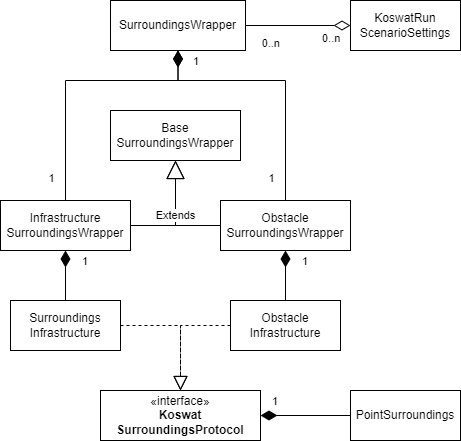 SurroundingsWrapper
KoswatRun
ScenarioSettings
0..n
0..n
1
Base
SurroundingsWrapper
1
1
Infrastructure
SurroundingsWrapper
Extends
Obstacle
SurroundingsWrapper
1
1
Surroundings
Infrastructure
Obstacle
Infrastructure
«interface»
Koswat
SurroundingsProtocol
1
PointSurroundings